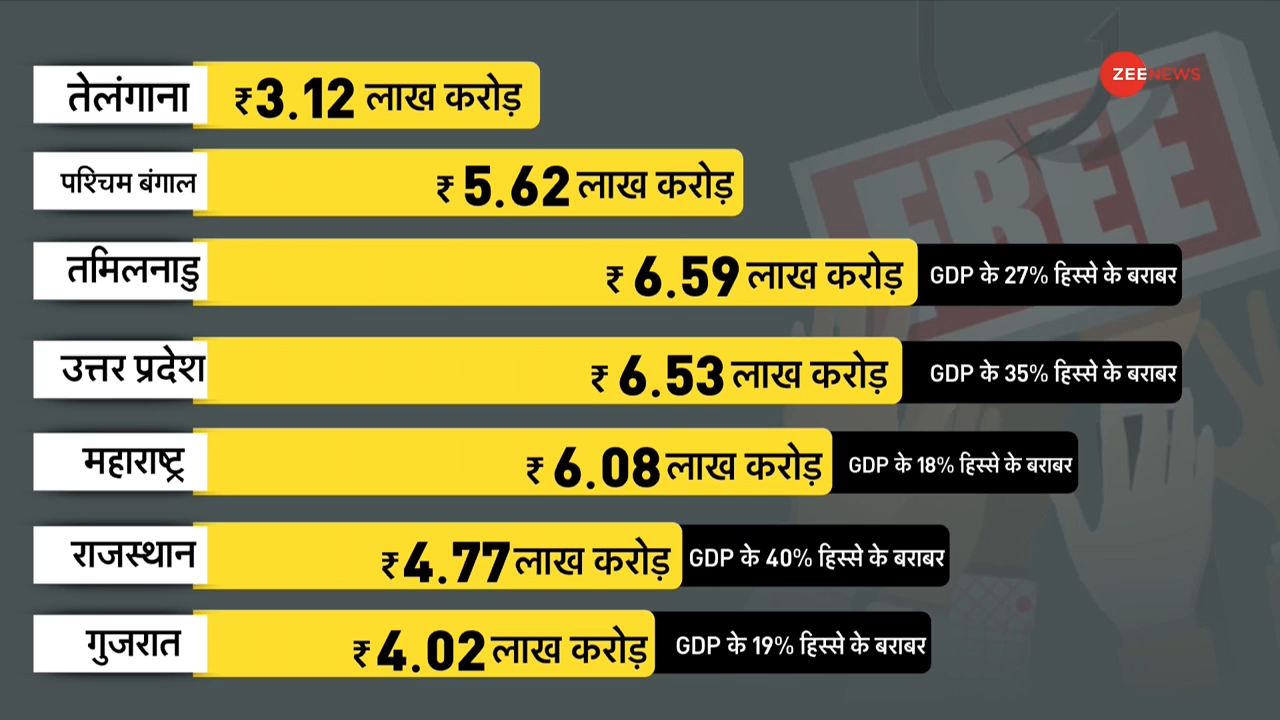 ZEENEWS
FREE
तेलंगाना ₹3.12 लाख करोड़
पश्चिम बंगाल ₹ 5.62 लाख करोड़
तमिलनाडु ₹ 6.59 लाख करोड़ GDP के 27% हिस्से के बराबर
उत्तर प्रदेश ₹ 6.53 लाख करोड़ GDP के 35% हिस्से के बराबर
महाराष्ट्र ₹ 6.08 लाख करोड़ GDP के 18% हिस्से के बराबर
राजस्थान ₹4.77 लाख करोड़ GDP के 40% हिस्से के बराबर
गुजरात ₹4.02 लाख करोड़ GDP के 19% हिस्से के बराबर